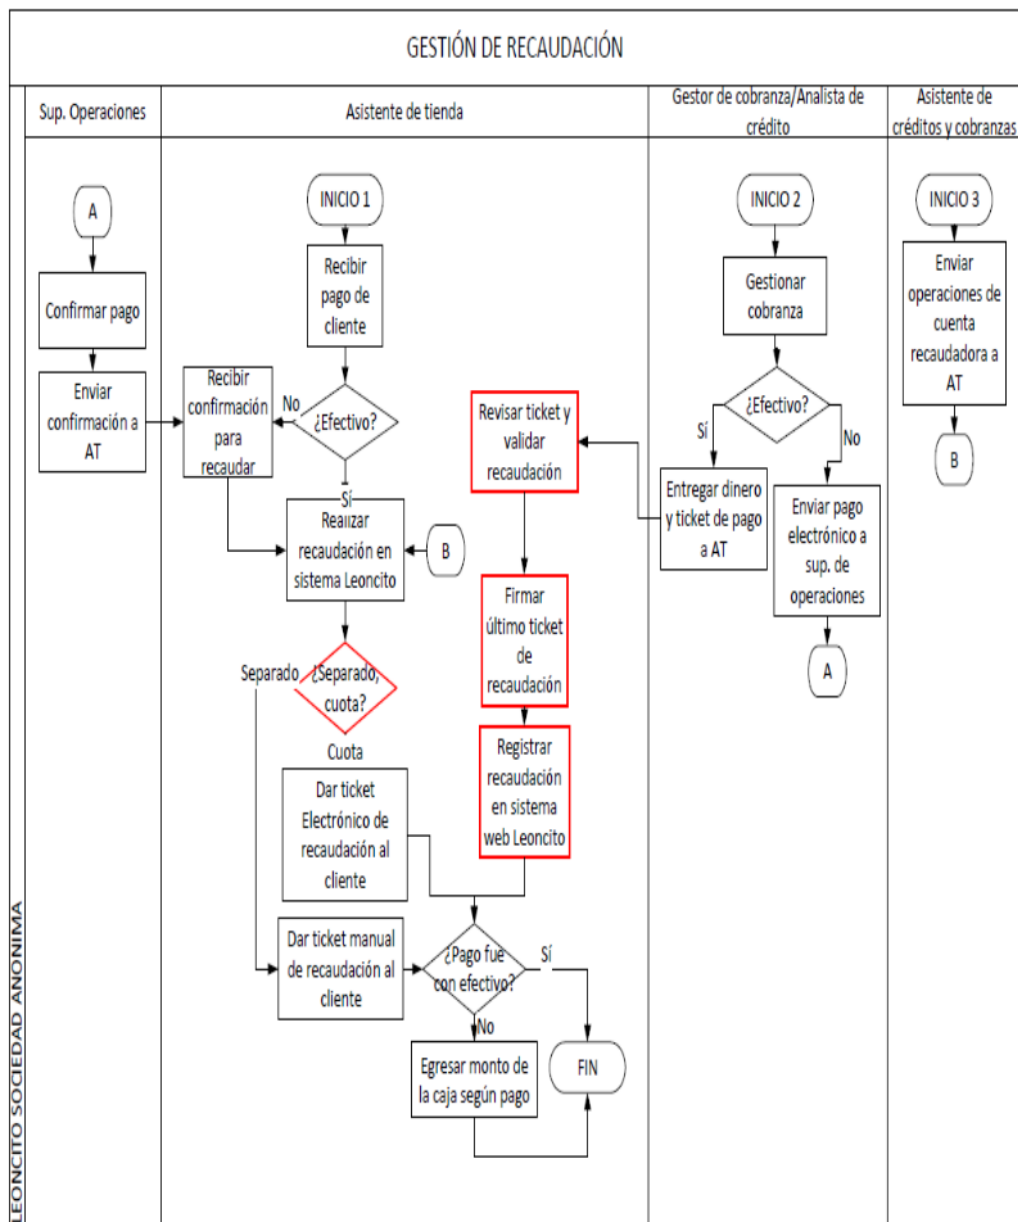 GESTIÓN DE RECAUDACIÓN
LEONCITO SOCIEDAD ANONIMA
Sup. Operaciones
Asistente de tienda
Gestor de cobranza/Analista de
crédito
Asistente de
créditos y cobranzas
A
Confirmar pago
Enviar
confirmación a
AT
INICIO 1
Recibir
pago de
cliente
¿Efectivo?
No
Sí
Recibir
confirmación
para
recaudar
Realizar
recaudación en
sistema Leoncito
B
¿Separado,
cuota?
Separado
Cuota
Dar ticket
Electrónico de
recaudación al
cliente
Dar ticket manual
de recaudación al
cliente
Revisar ticket y
validar
recaudación
Firmar
último ticket
de
recaudación
Registrar
recaudación
en sistema
web Leoncito
¿Pago fue
con efectivo?
Sí
No
Egresar monto de
la caja según pago
FIN
INICIO 2
Gestionar
cobranza
¿Efectivo?
Sí
No
Entregar dinero
y ticket de pago
a AT
Enviar pago
electrónico a
sup. de
operaciones
A
INICIO 3
Enviar
operaciones de
cuenta
recaudadora a
AT
B